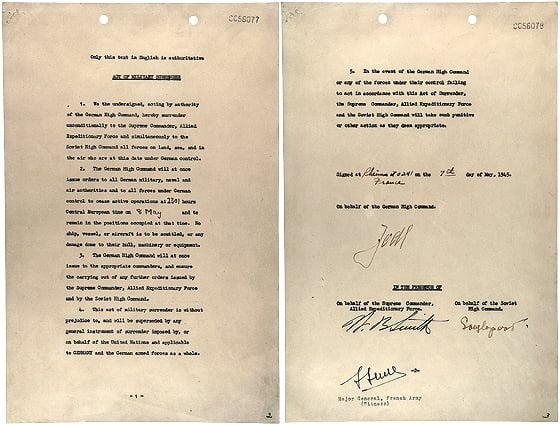 CC56077
Only this text in English is authoritative
ACT OF MILITARY SURRENDER
1. We the undersigned, acting by authority
of the German High Command, hereby surrender
unconditionally to the Supreme Commander, Allied
Expeditionary Force and simultaneously to the
Soviet High Command all forces on land, sea, and in
the air who are at this date under German control.
2. The German High Command will at once
issue orders to all German military, naval and
air authorities and to all forces under German
control to cease active operations at 2301 hours
Central European time on 8 May and to
remain in the positions occupied at that time. No
ship, vessel, or aircraft is to be scuttled, or any
damage done to their hull, machinery or equipment.
3. The German High Command will at once
issue to the appropriate commanders, and ensure
the carrying out of any further orders issued by
the Supreme Commander, Allied Expeditionary Force
and by the Soviet High Command.
4. This act of military surrender is without
prejudice to, and will be superseded by any
general instrument of surrender imposed by, or
on behalf of the United Nations and applicable
to GERMANY and the German armed forces as a whole.
- 1 -
CC56078
5. In the event of the German High Command
or any of the forces under their control failing
to act in accordance with this Act of Surrender,
the Supreme Commander, Allied Expeditionary Force
and the Soviet High Command will take such punitive
or other action as they deem appropriate.
Signed at Rheims at 0241 on the 7th day of May, 1945.
France
On behalf of the German High Command.
Jodl
IN THE PRESENCE OF
On behalf of the Supreme Commander,
Allied Expeditionary Force.
On behalf of the Soviet
High Command.
W B Smith
Major General, French Army
(Witness)
3